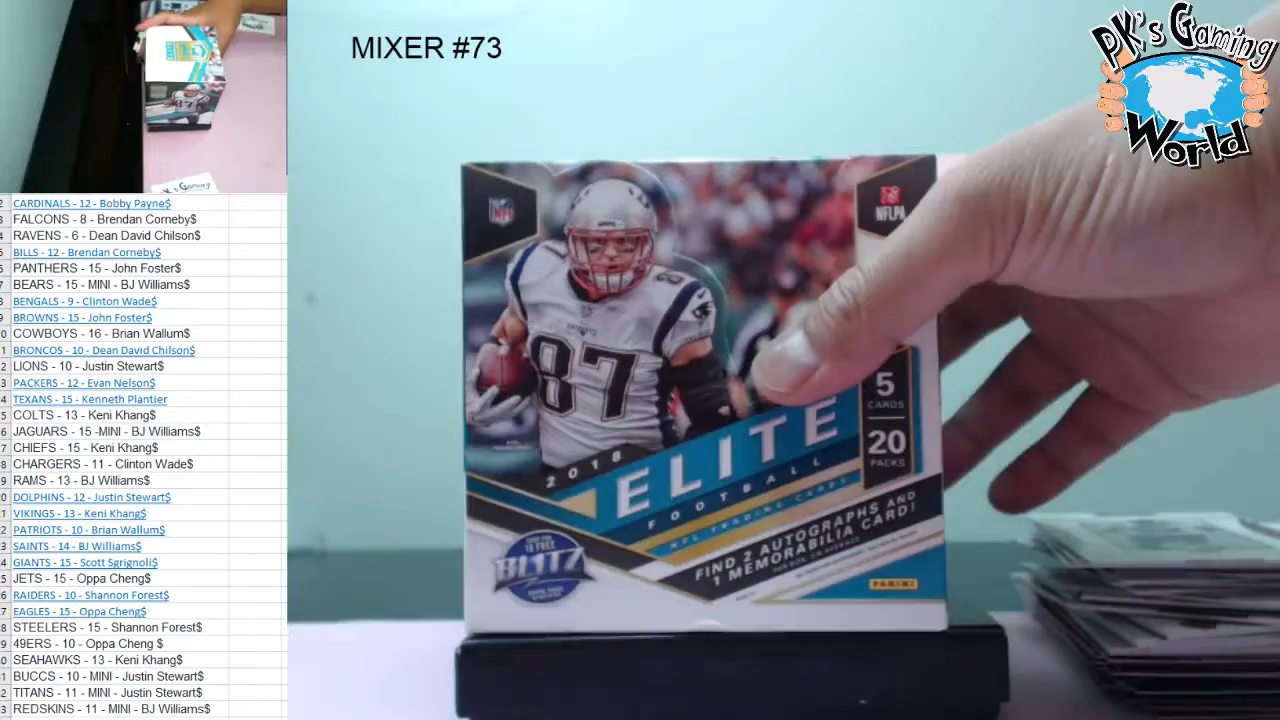 MIXER #73
PK's Gaming
World
CARDINALS - 12 - Bobby Payne$
FALCONS - 8 - Brendan Corneby$
RAVENS - 6 - Dean David Chilson$
BILLS - 12 - Brendan Corneby$
PANTHERS - 15 - John Foster$
BEARS - 15 - MINI - BJ Williams$
BENGALS - 9 - Clinton Wade$
BROWNS - 15 - John Foster$
COWBOYS - 16 - Brian Wallum$
BRONCOS - 10 - Dean David Chilson$
LIONS - 10 - Justin Stewart$
PACKERS - 12 - Evan Nelson$
TEXANS - 15 - Kenneth Plantier
COLTS - 13 - Keni Khang$
JAGUARS - 15 -MINI - BJ Williams$
CHIEFS - 15 - Keni Khang$
CHARGERS - 11 - Clinton Wade$
RAMS - 13 - BJ Williams$
DOLPHINS - 12 - Justin Stewart$
VIKINGS - 13 - Keni Khang$
PATRIOTS - 10 - Brian Wallum$
SAINTS - 14 - BJ Williams$
GIANTS - 15 - Scott Sgrignoli$
JETS - 15 - Oppa Cheng$
RAIDERS - 10 - Shannon Forest$
EAGLES - 15 - Oppa Cheng$
STEELERS - 15 - Shannon Forest$
49ERS - 10 - Oppa Cheng $
SEAHAWKS - 13 - Keni Khang$
BUCCS - 10 - MINI - Justin Stewart$
TITANS - 11 - MINI - Justin Stewart$
REDSKINS - 11 - MINI - BJ Williams$
NFL
NFLPA
87
87
5
CARDS
20
PACKS
2018
ELITE
FOOTBALL
NFL TRADING CARDS
FIND 2 AUTOGRAPHS AND
1 MEMORABILIA CARD!
BLITZ
PANINI